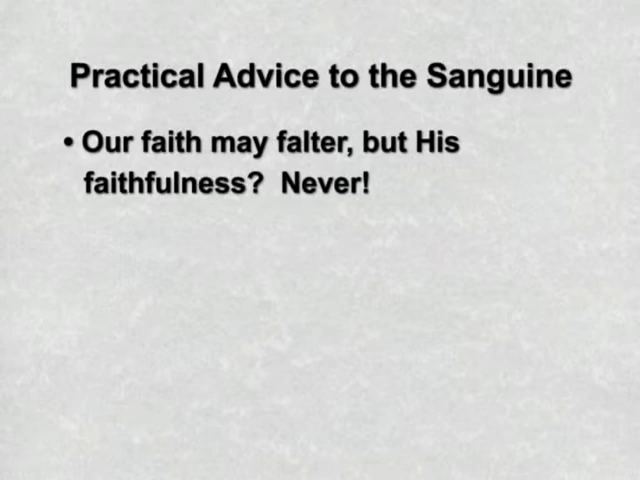 Practical Advice to the Sanguine
• Our faith may falter, but His
faithfulness?  Never!